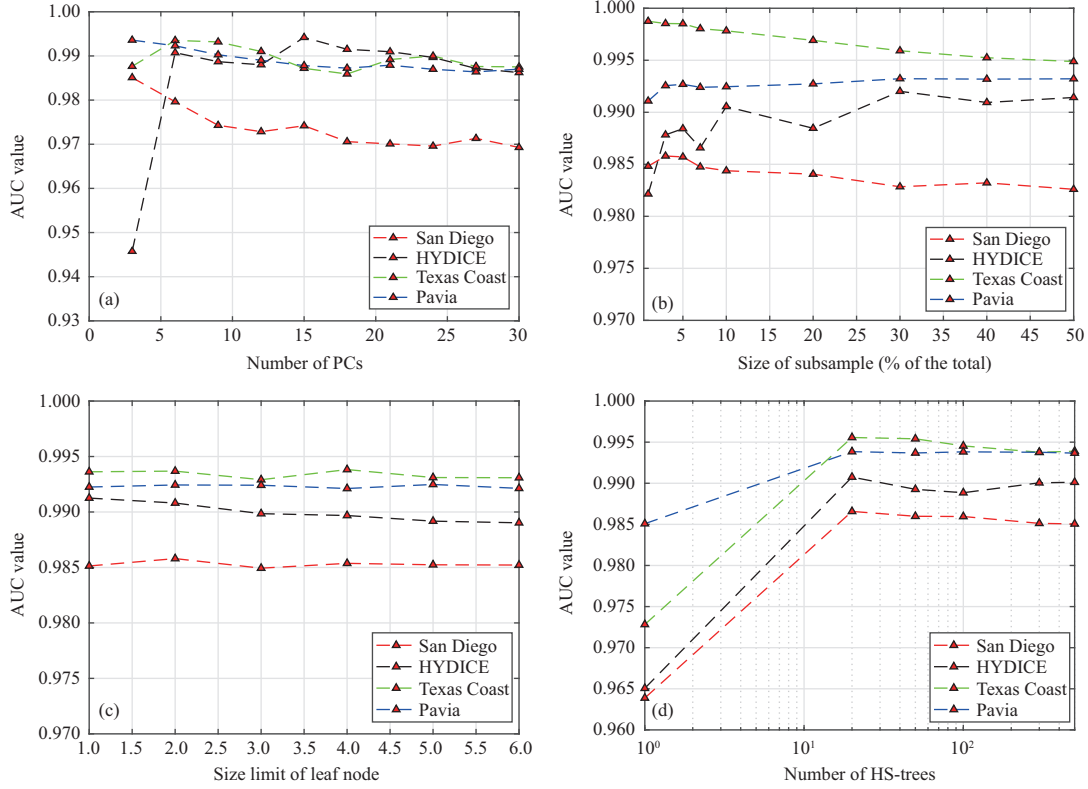 1.00
0.99
0.98
0.97
0.96
0.95
0.94
0.93
AUC value
0 5 10 15 20 25 30
Number of PCs
(a)
San Diego
HYDICE
Texas Coast
Pavia
1.000
0.995
0.990
0.985
0.980
0.975
0.970
AUC value
5 10 15 20 25 30 35 40 45 50
Size of subsample (% of the total)
(b)
San Diego
HYDICE
Texas Coast
Pavia
1.000
0.995
0.990
0.985
0.980
0.975
0.970
AUC value
1.0 1.5 2.0 2.5 3.0 3.5 4.0 4.5 5.0 5.5 6.0
Size limit of leaf node
(c)
San Diego
HYDICE
Texas Coast
Pavia
1.000
0.995
0.990
0.985
0.980
0.975
0.970
0.965
0.960
AUC value
10⁰ 10¹ 10²
Number of HS-trees
(d)
San Diego
HYDICE
Texas Coast
Pavia